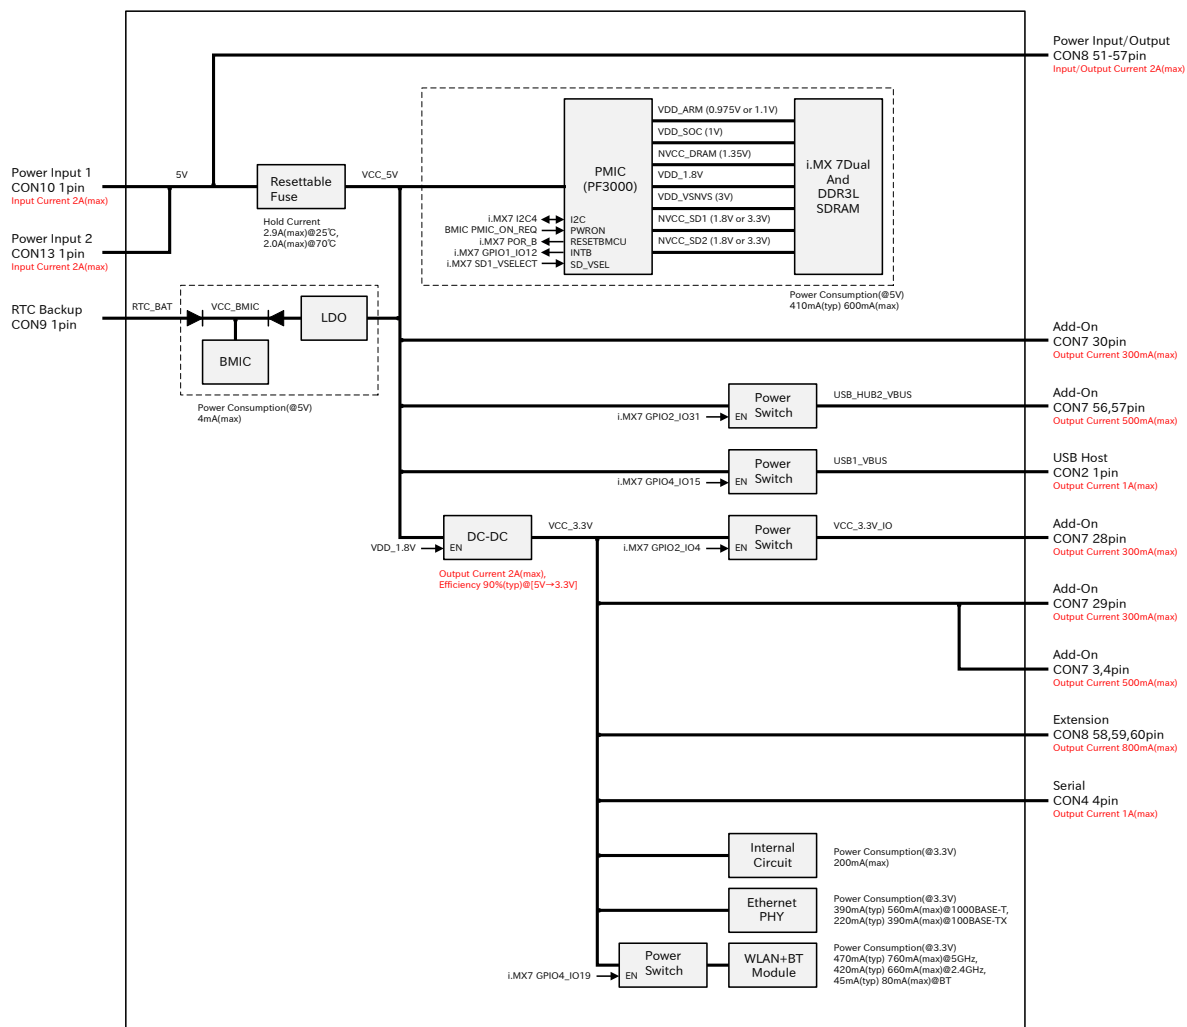 Power Input/Output
CON8 51-57pin
Input/Output Current 2A(max)
Power Input 1
CON10 1pin
Input Current 2A(max)
5V
Resettable
Fuse
Hold Current
2.9A(max)@25℃,
2.0A(max)@70℃
VCC_5V
Power Input 2
CON13 1pin
Input Current 2A(max)
PMIC
(PF3000)
i.MX7 I2C4
I2C
BMIC PMIC_ON_REQ
PWRON
i.MX7 POR_B
RESETBMCU
i.MX7 GPIO1_IO12
INTB
i.MX7 SD1_VSELECT
SD_VSEL
VDD_ARM (0.975V or 1.1V)
VDD_SOC (1V)
NVCC_DRAM (1.35V)
VDD_1.8V
VDD_VSNVS (3V)
NVCC_SD1 (1.8V or 3.3V)
NVCC_SD2 (1.8V or 3.3V)
i.MX 7Dual
And
DDR3L
SDRAM
Power Consumption(@5V)
410mA(typ) 600mA(max)
RTC Backup
CON9 1pin
RTC_BAT
VCC_BMIC
LDO
BMIC
Power Consumption(@5V)
4mA(max)
Add-On
CON7 30pin
Output Current 300mA(max)
i.MX7 GPIO2_IO31
EN
Power
Switch
USB_HUB2_VBUS
Add-On
CON7 56,57pin
Output Current 500mA(max)
i.MX7 GPIO4_IO15
EN
Power
Switch
USB1_VBUS
USB Host
CON2 1pin
Output Current 1A(max)
VDD_1.8V
EN
DC-DC
Output Current 2A(max),
Efficiency 90%(typ)@[5V→3.3V]
VCC_3.3V
i.MX7 GPIO2_IO4
EN
Power
Switch
VCC_3.3V_IO
Add-On
CON7 28pin
Output Current 300mA(max)
Add-On
CON7 29pin
Output Current 300mA(max)
Add-On
CON7 3,4pin
Output Current 500mA(max)
Extension
CON8 58,59,60pin
Output Current 800mA(max)
Serial
CON4 4pin
Output Current 1A(max)
Internal
Circuit
Power Consumption(@3.3V)
200mA(max)
Ethernet
PHY
Power Consumption(@3.3V)
390mA(typ) 560mA(max)@1000BASE-T,
220mA(typ) 390mA(max)@100BASE-TX
i.MX7 GPIO4_IO19
EN
Power
Switch
WLAN+BT
Module
Power Consumption(@3.3V)
470mA(typ) 760mA(max)@5GHz,
420mA(typ) 660mA(max)@2.4GHz,
45mA(typ) 80mA(max)@BT